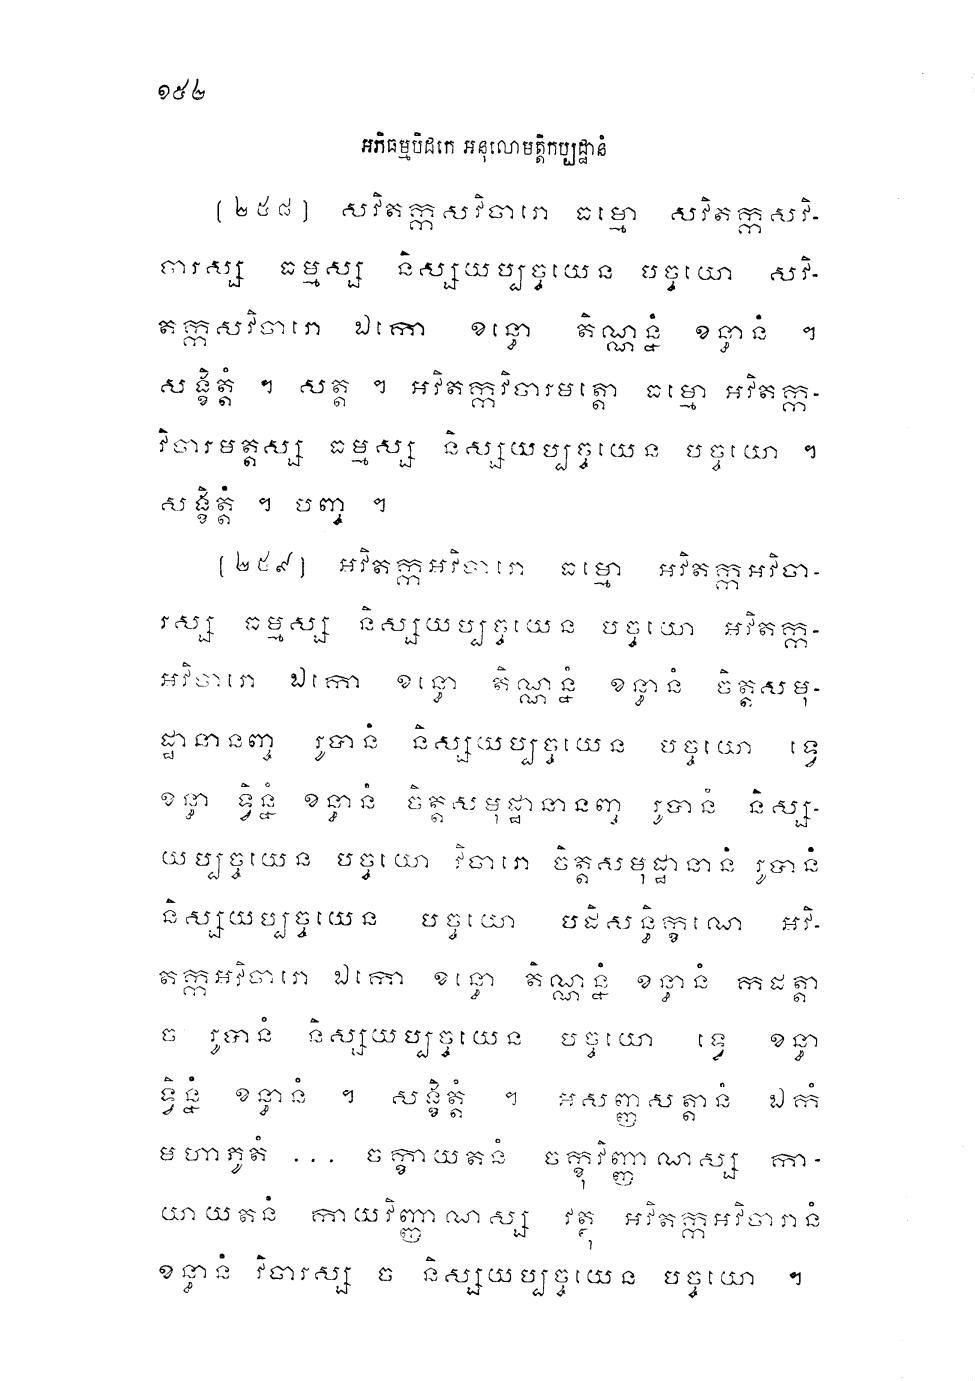 ១៥២
អភិធម្មបិដកេ អនុលោមត្តិកប្បដ្ឋានំ
(២៥៨) សវិតក្កសវិចារោ ធម្មោ សវិតក្កសវិ-
ចារស្ស ធម្មស្ស និស្សយប្បច្ចយេន បច្ចយោ សវិ-
តក្កសវិចារោ ឯកោ ខន្ធោ តិណ្ណន្នំ ខន្ធានំ ។
សង្ខិត្តំ ។ សត្ត ។ អវិតក្កវិចារមត្តោ ធម្មោ អវិតក្ក-
វិចារមត្តស្ស ធម្មស្ស និស្សយប្បច្ចយេន បច្ចយោ ។
សង្ខិត្តំ ។ បញ្ច ។
(២៥៩) អវិតក្កអវិចារោ ធម្មោ អវិតក្កអវិចា-
រស្ស ធម្មស្ស និស្សយប្បច្ចយេន បច្ចយោ អវិតក្ក-
អវិចារោ ឯកោ ខន្ធោ តិណ្ណន្នំ ខន្ធានំ ចិត្តសមុ-
ដ្ឋានានញ្ច រូបានំ និស្សយប្បច្ចយេន បច្ចយោ ទ្វេ
ខន្ធា ទ្វិន្នំ ខន្ធានំ ចិត្តសមុដ្ឋានានញ្ច រូបានំ និស្ស-
យប្បច្ចយេន បច្ចយោ វិចារោ ចិត្តសមុដ្ឋានានំ រូបានំ
និស្សយប្បច្ចយេន បច្ចយោ បដិសន្ធិក្ខណេ អវិ-
តក្កអវិចារោ ឯកោ ខន្ធោ តិណ្ណន្នំ ខន្ធានំ កដត្តា
ច រូបានំ និស្សយប្បច្ចយេន បច្ចយោ ទ្វេ ខន្ធា
ទ្វិន្នំ ខន្ធានំ ។ សង្ខិត្តំ ។ អសញ្ញសត្តានំ ឯកំ
មហាភូតំ ... ចក្ខាយតនំ ចក្ខុវិញ្ញាណស្ស កា-
យាយតនំ កាយវិញ្ញាណស្ស វត្ថុ អវិតក្កអវិចារានំ
ខន្ធានំ វិចារស្ស ច និស្សយប្បច្ចយេន បច្ចយោ ។